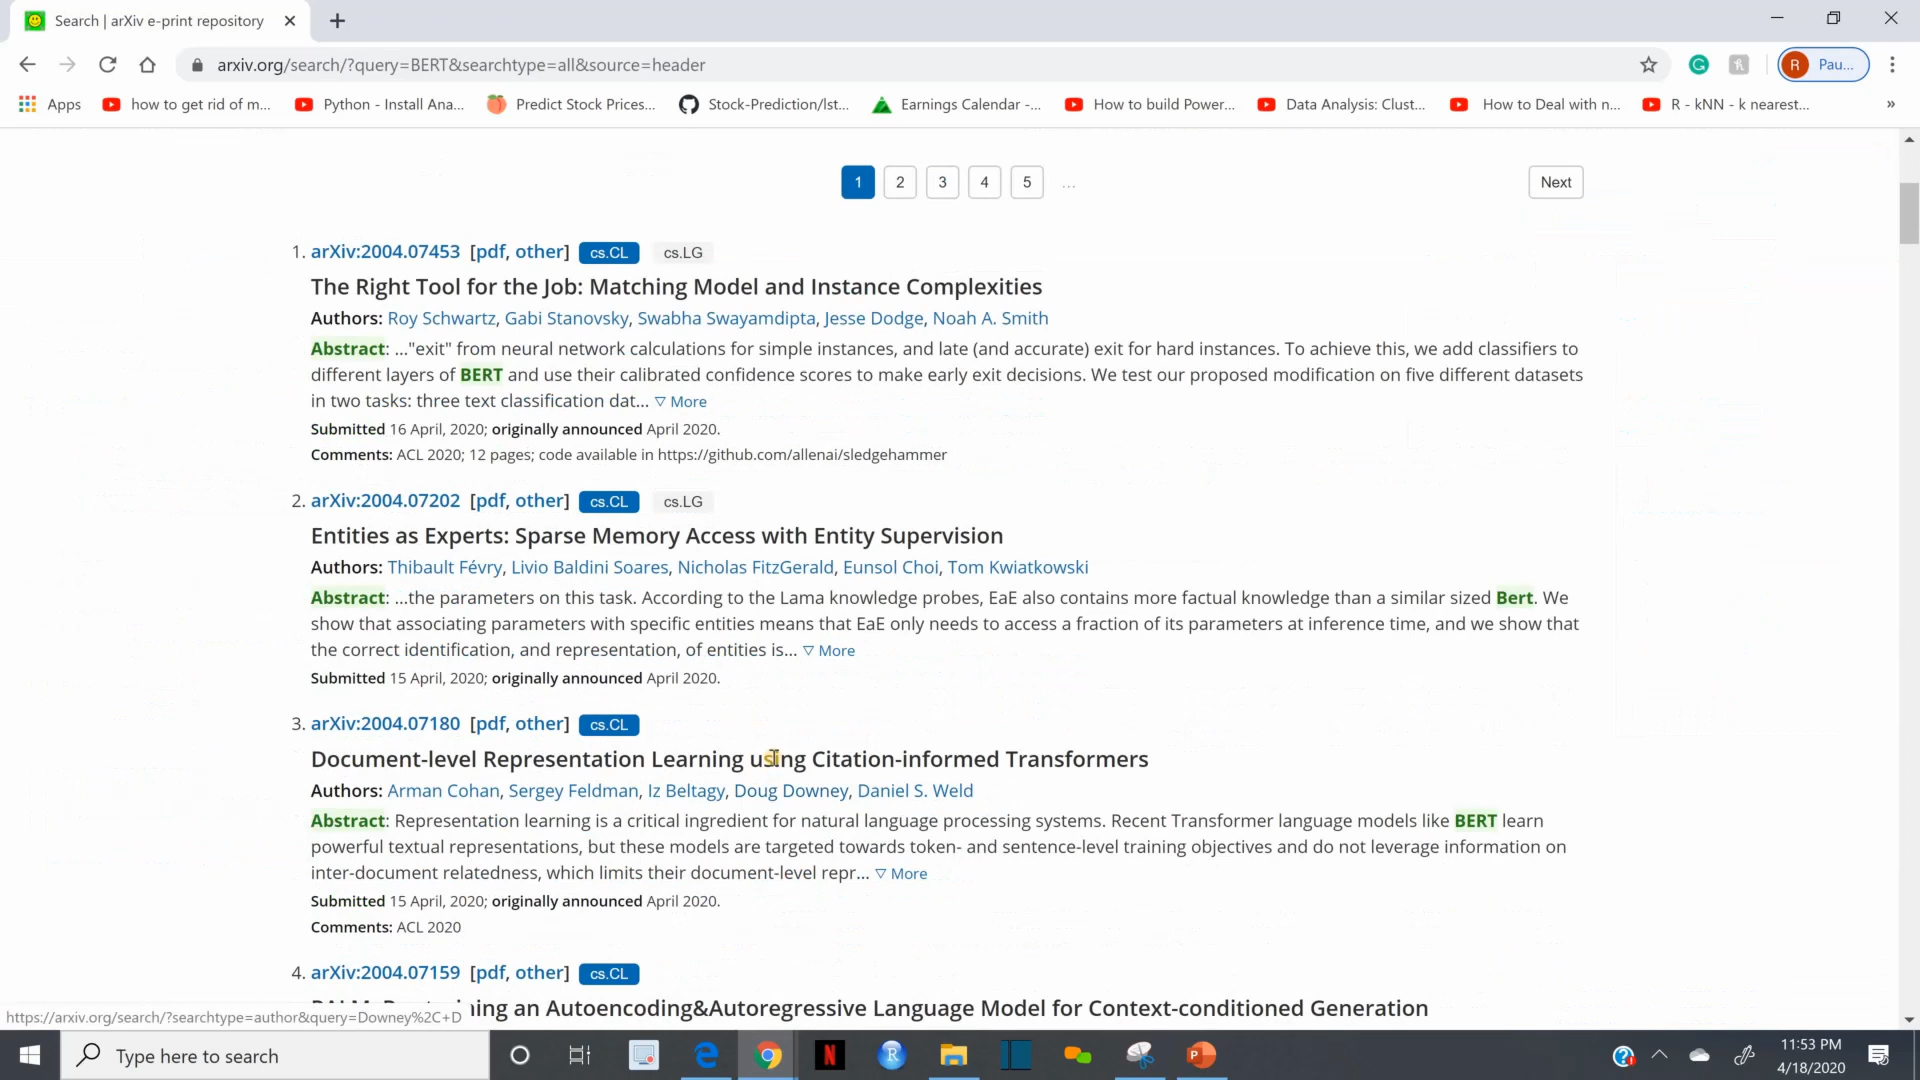 Search | arXiv e-print repository
arxiv.org/search/?query=BERT&searchtype=all&source=header
R Pau...
Apps how to get rid of m... Python - Install Ana... Predict Stock Prices... Stock-Prediction/lst... Earnings Calendar -... How to build Power... Data Analysis: Clust... How to Deal with n... R - kNN - k nearest... »
1 2 3 4 5 ... Next
1. arXiv:2004.07453 [pdf, other] cs.CL cs.LG
The Right Tool for the Job: Matching Model and Instance Complexities
Authors: Roy Schwartz, Gabi Stanovsky, Swabha Swayamdipta, Jesse Dodge, Noah A. Smith
Abstract: ..."exit" from neural network calculations for simple instances, and late (and accurate) exit for hard instances. To achieve this, we add classifiers to
different layers of BERT and use their calibrated confidence scores to make early exit decisions. We test our proposed modification on five different datasets
in two tasks: three text classification dat... ▽ More
Submitted 16 April, 2020; originally announced April 2020.
Comments: ACL 2020; 12 pages; code available in https://github.com/allenai/sledgehammer
2. arXiv:2004.07202 [pdf, other] cs.CL cs.LG
Entities as Experts: Sparse Memory Access with Entity Supervision
Authors: Thibault Févry, Livio Baldini Soares, Nicholas FitzGerald, Eunsol Choi, Tom Kwiatkowski
Abstract: ...the parameters on this task. According to the Lama knowledge probes, EaE also contains more factual knowledge than a similar sized Bert. We
show that associating parameters with specific entities means that EaE only needs to access a fraction of its parameters at inference time, and we show that
the correct identification, and representation, of entities is... ▽ More
Submitted 15 April, 2020; originally announced April 2020.
3. arXiv:2004.07180 [pdf, other] cs.CL
Document-level Representation Learning using Citation-informed Transformers
Authors: Arman Cohan, Sergey Feldman, Iz Beltagy, Doug Downey, Daniel S. Weld
Abstract: Representation learning is a critical ingredient for natural language processing systems. Recent Transformer language models like BERT learn
powerful textual representations, but these models are targeted towards token- and sentence-level training objectives and do not leverage information on
inter-document relatedness, which limits their document-level repr... ▽ More
Submitted 15 April, 2020; originally announced April 2020.
Comments: ACL 2020
4. arXiv:2004.07159 [pdf, other] cs.CL
an Autoencoding&Autoregressive Language Model for Context-conditioned Generation
https://arxiv.org/search/?searchtype=author&query=Downey%2C+D
Type here to search
11:53 PM
4/18/2020